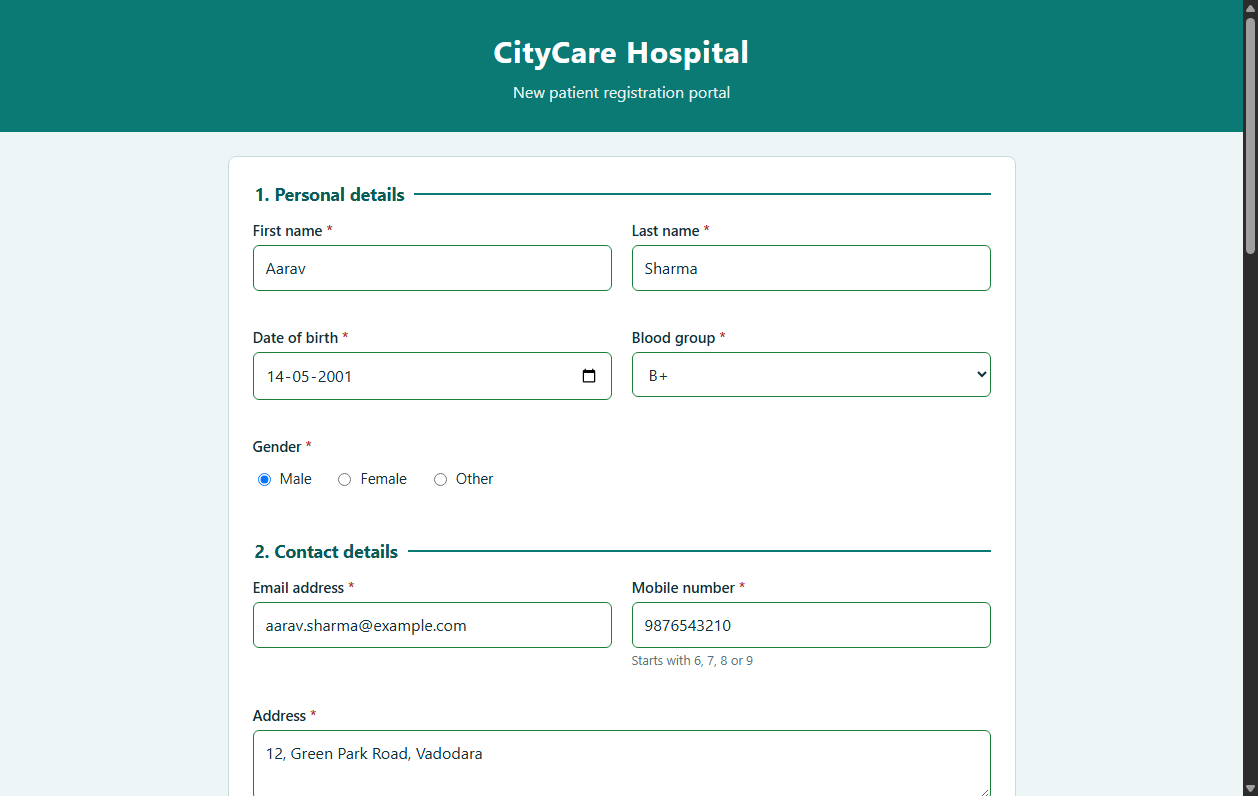 CityCare Hospital
New patient registration portal
1. Personal details
First name * Last name *
Aarav Sharma
Date of birth * Blood group *
14-05-2001 B+
Gender *
Male Female Other
2. Contact details
Email address * Mobile number *
aarav.sharma@example.com 9876543210
Starts with 6, 7, 8 or 9
Address *
12, Green Park Road, Vadodara